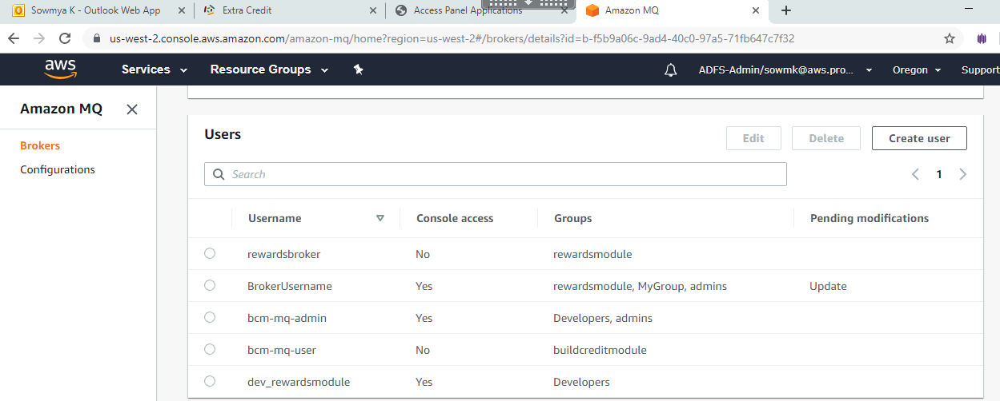 Sowmya K - Outlook Web App
Extra Credit
Access Panel Applications
Amazon MQ
us-west-2.console.aws.amazon.com/amazon-mq/home?region=us-west-2#/brokers/details?id=b-f5b9a06c-9ad4-40c0-97a5-71fb647c7f32
aws
Services
Resource Groups
ADFS-Admin/sowmk@aws.pro...
Oregon
Support
Amazon MQ
Brokers
Configurations
Users
Edit
Delete
Create user
Search
1
Username Console access Groups Pending modifications
rewardsbroker No rewardsmodule
BrokerUsername Yes rewardsmodule, MyGroup, admins Update
bcm-mq-admin Yes Developers, admins
bcm-mq-user No buildcreditmodule
dev_rewardsmodule Yes Developers